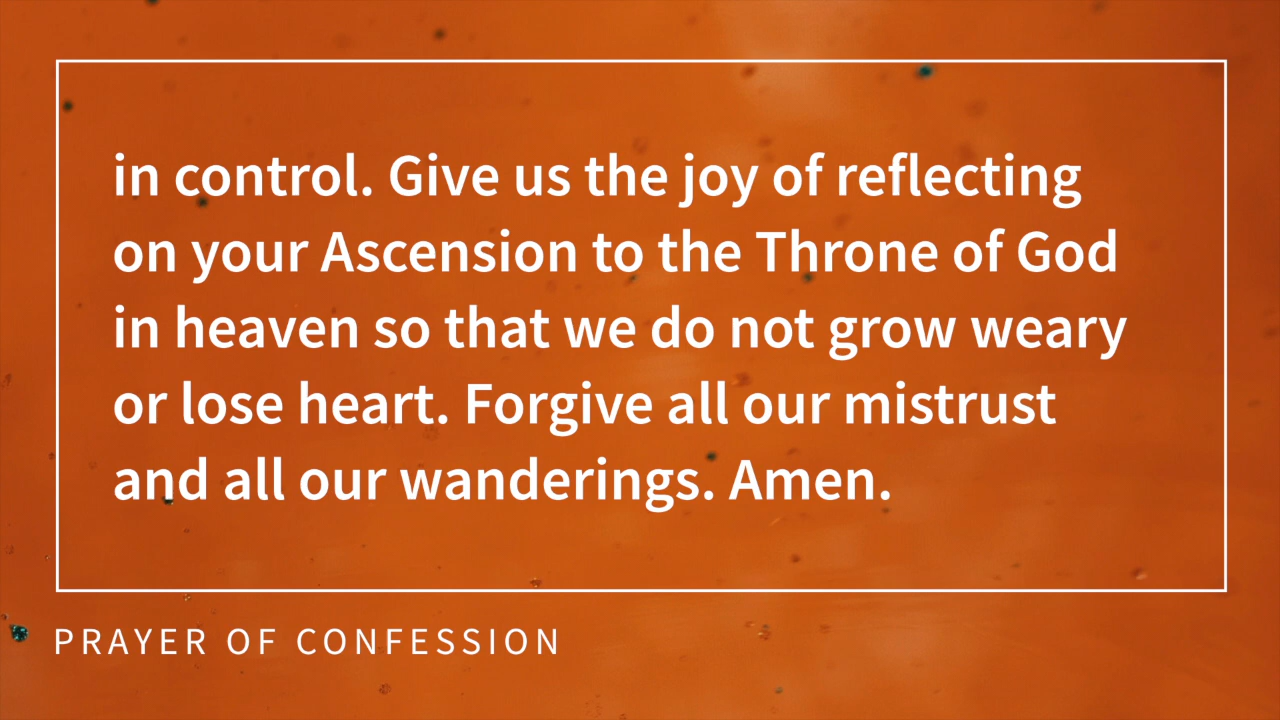 in control. Give us the joy of reflecting
on your Ascension to the Throne of God
in heaven so that we do not grow weary
or lose heart. Forgive all our mistrust
and all our wanderings. Amen.
PRAYER OF CONFESSION